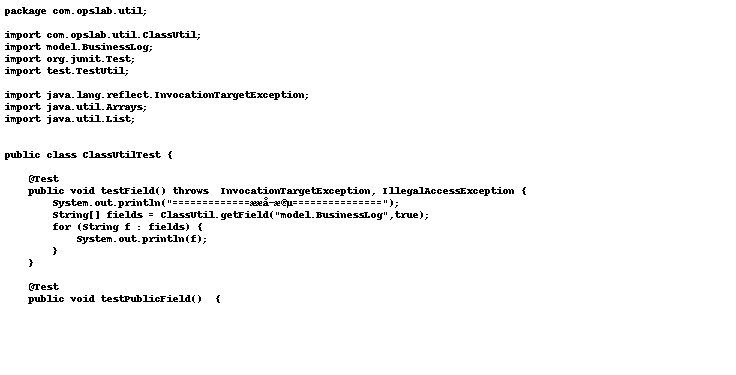 package com.opslab.util;

import com.opslab.util.ClassUtil;
import model.BusinessLog;
import org.junit.Test;
import test.TestUtil;

import java.lang.reflect.InvocationTargetException;
import java.util.Arrays;
import java.util.List;


public class ClassUtilTest {

    @Test
    public void testField() throws  InvocationTargetException, IllegalAccessException {
        System.out.println("=============ææå-æ®µ===============");
        String[] fields = ClassUtil.getField("model.BusinessLog",true);
        for (String f : fields) {
            System.out.println(f);
        }
    }

    @Test
    public void testPublicField()  {